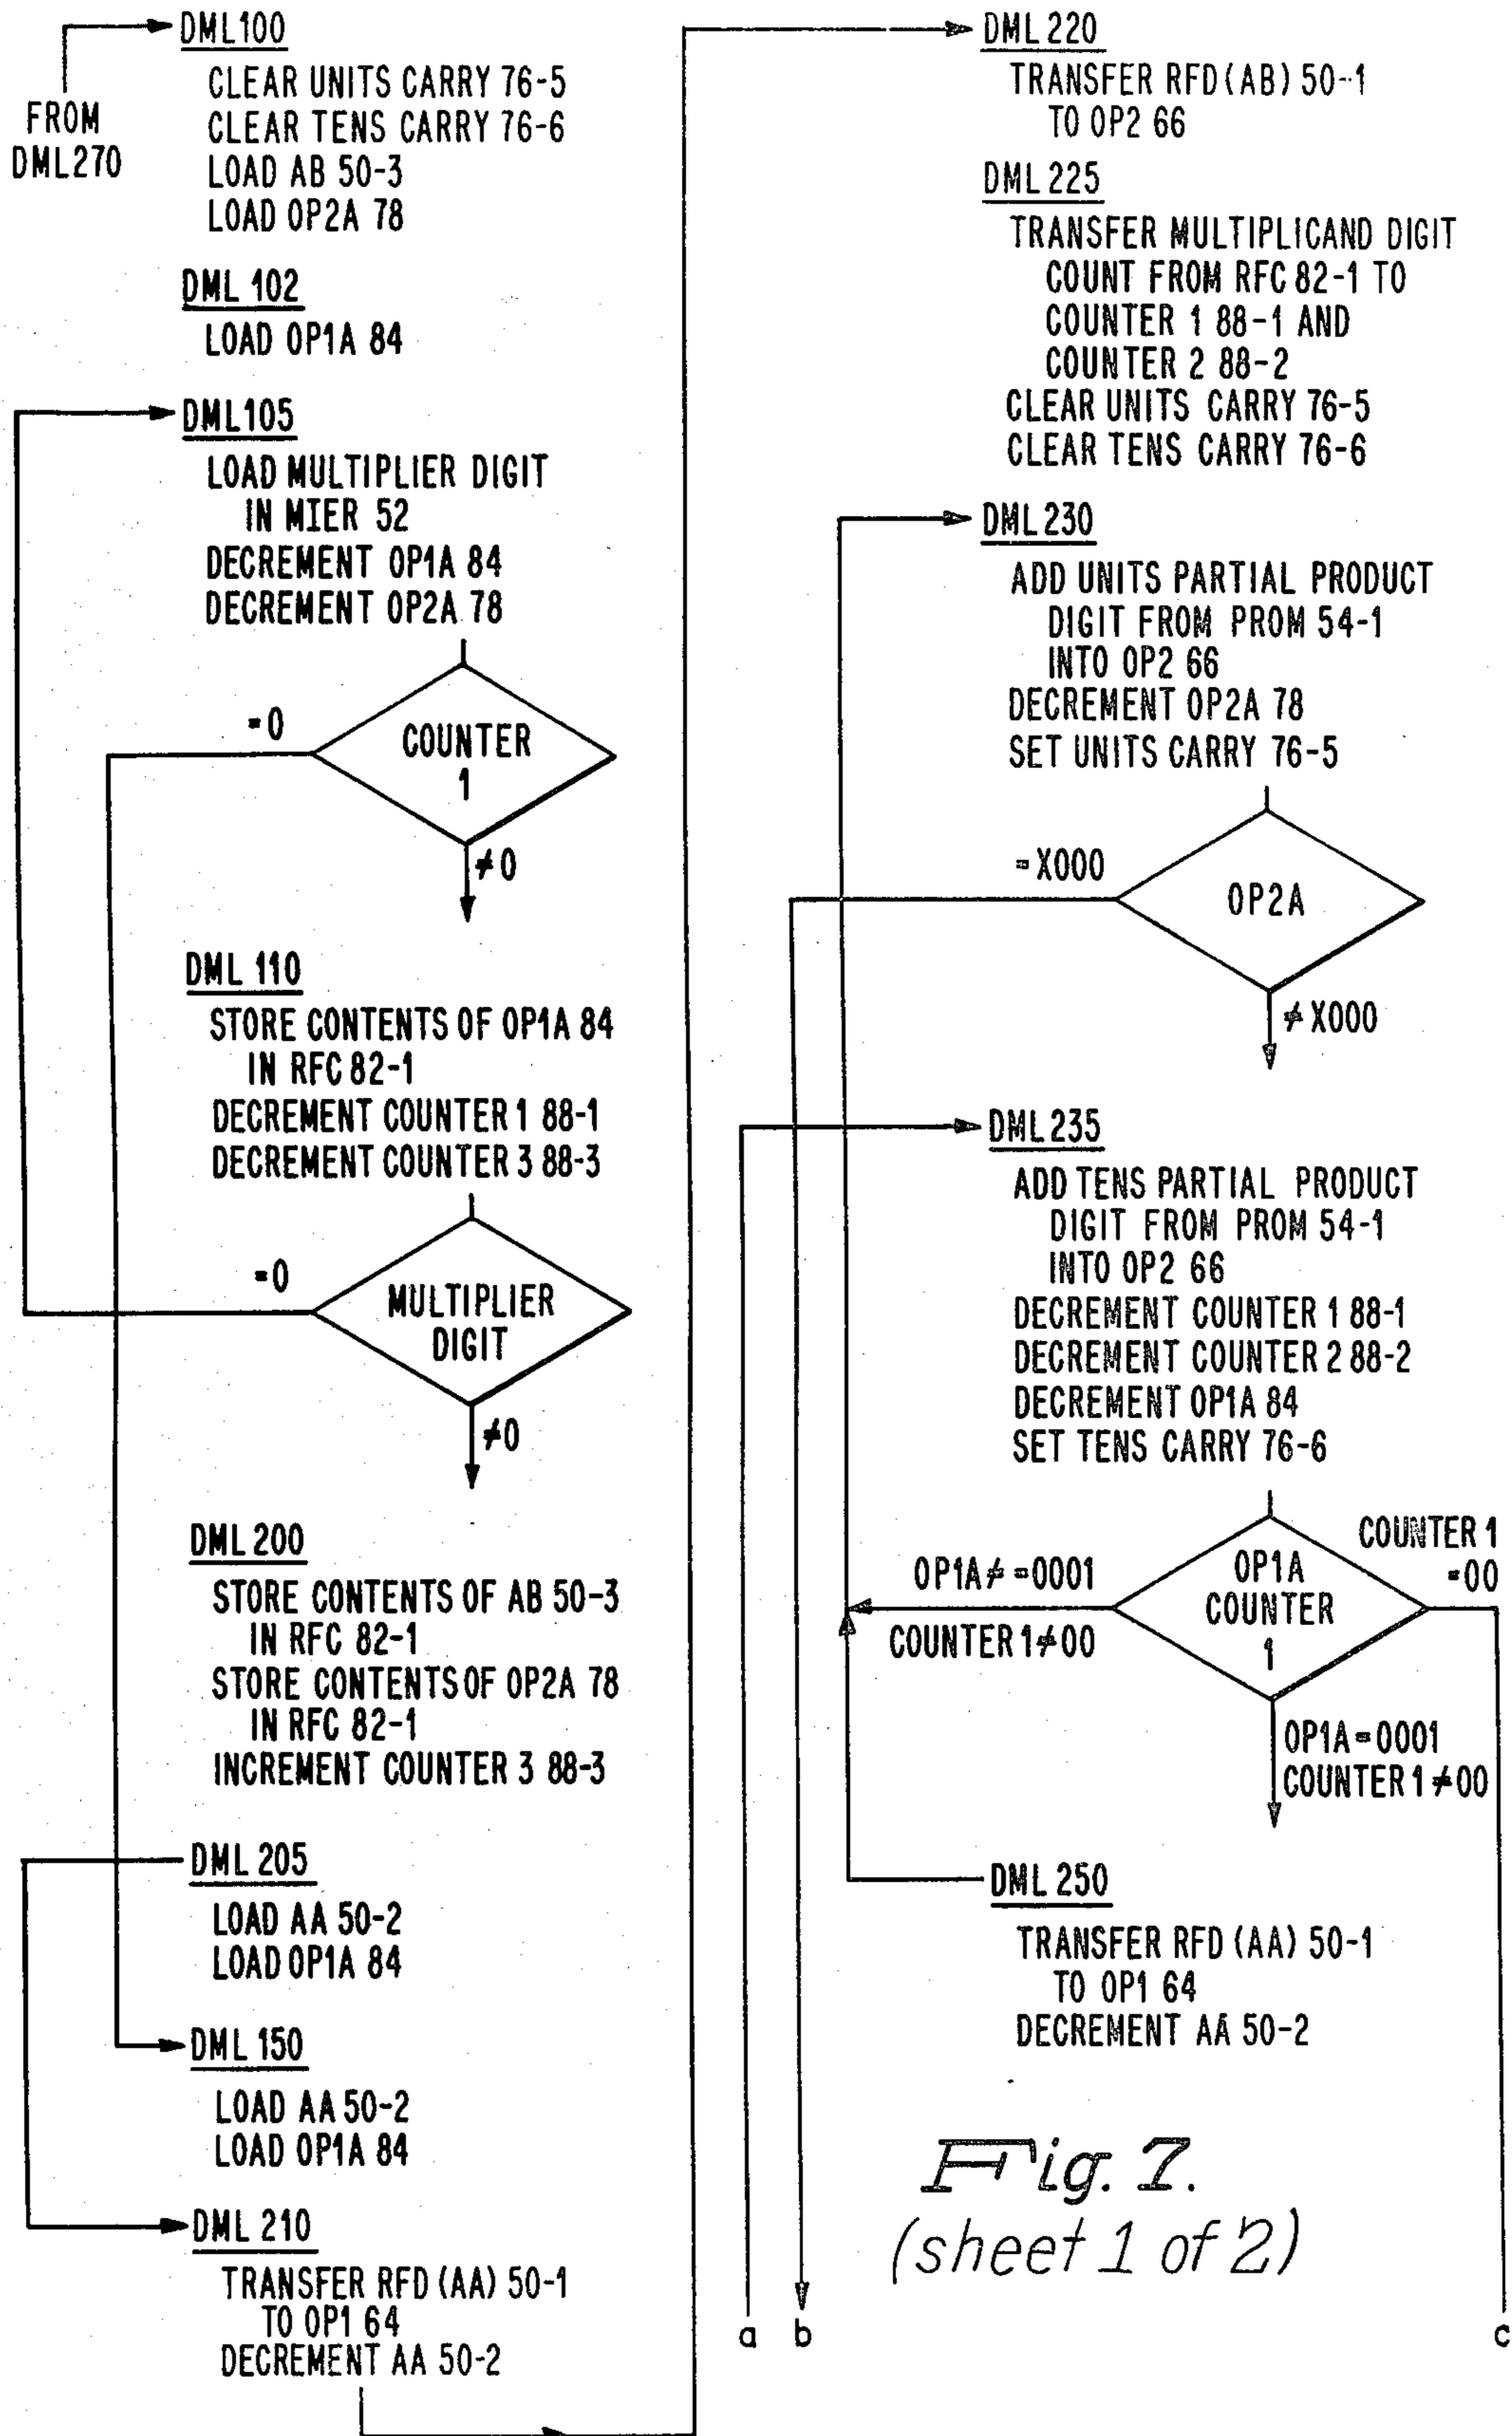 DML100
CLEAR UNITS CARRY 76-5
CLEAR TENS CARRY 76-6
LOAD AB 50-3
LOAD OP2A 78
FROM
DML270
DML 102
LOAD OP1A 84
DML105
LOAD MULTIPLIER DIGIT
IN MIER 52
DECREMENT OP1A 84
DECREMENT OP2A 78
=0
COUNTER
1
≠0
DML 110
STORE CONTENTS OF OP1A 84
IN RFC 82-1
DECREMENT COUNTER 1 88-1
DECREMENT COUNTER 3 88-3
=0
MULTIPLIER
DIGIT
≠0
DML 200
STORE CONTENTS OF AB 50-3
IN RFC 82-1
STORE CONTENTS OF OP2A 78
IN RFC 82-1
INCREMENT COUNTER 3 88-3
DML 205
LOAD AA 50-2
LOAD OP1A 84
DML 150
LOAD AA 50-2
LOAD OP1A 84
DML 210
TRANSFER RFD (AA) 50-1
TO OP1 64
DECREMENT AA 50-2
DML 220
TRANSFER RFD (AB) 50-1
TO OP2 66
DML 225
TRANSFER MULTIPLICAND DIGIT
COUNT FROM RFC 82-1 TO
COUNTER 1 88-1 AND
COUNTER 2 88-2
CLEAR UNITS CARRY 76-5
CLEAR TENS CARRY 76-6
DML 230
ADD UNITS PARTIAL PRODUCT
DIGIT FROM PROM 54-1
INTO OP2 66
DECREMENT OP2A 78
SET UNITS CARRY 76-5
=X000
OP2A
≠X000
DML 235
ADD TENS PARTIAL PRODUCT
DIGIT FROM PROM 54-1
INTO OP2 66
DECREMENT COUNTER 1 88-1
DECREMENT COUNTER 2 88-2
DECREMENT OP1A 84
SET TENS CARRY 76-6
OP1A≠=0001
COUNTER 1≠00
OP1A
COUNTER
1
COUNTER 1
=00
OP1A=0001
COUNTER 1≠00
DML 250
TRANSFER RFD (AA) 50-1
TO OP1 64
DECREMENT AA 50-2
Fig. 7.
(sheet 1 of 2)
a b c